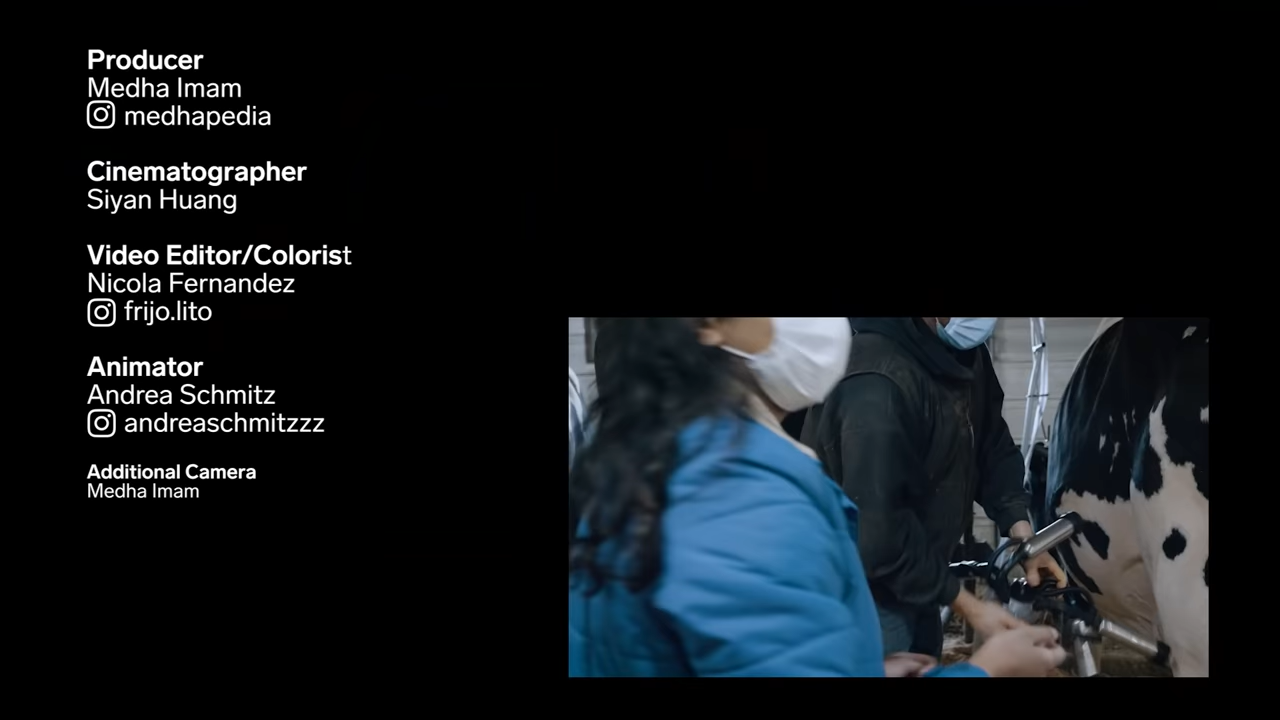 Producer
Medha Imam
medhapedia
Cinematographer
Siyan Huang
Video Editor/Colorist
Nicola Fernandez
frijo.lito
Animator
Andrea Schmitz
andreaschmitzzz
Additional Camera
Medha Imam